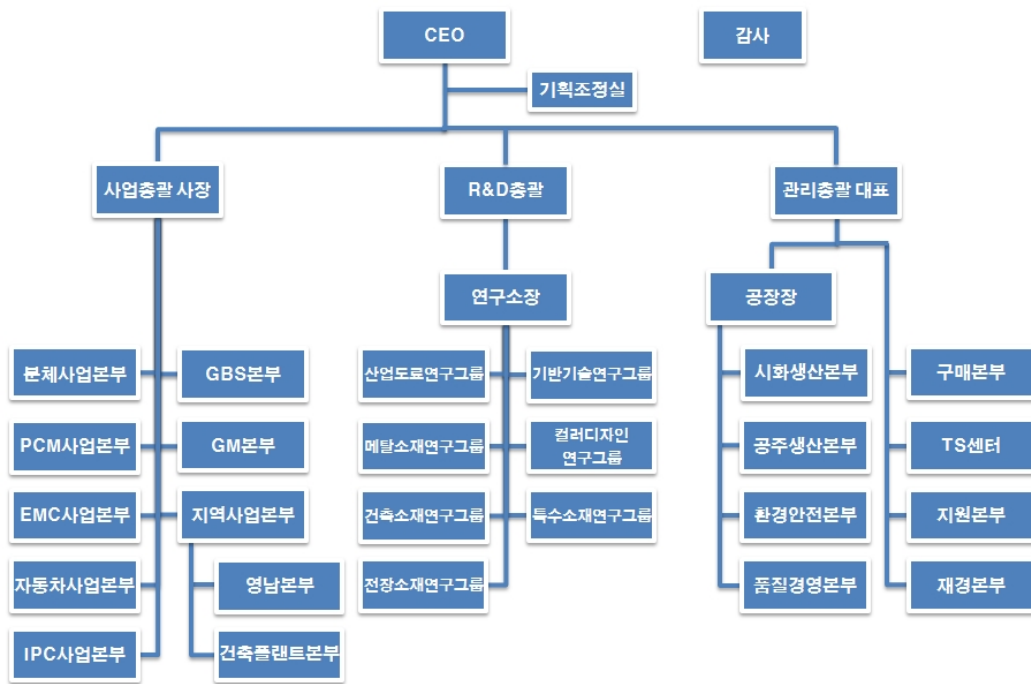 CEO
감사
기획조정실
사업총괄 사장
R&D총괄
관리총괄 대표
연구소장
공장장
분체사업본부
GBS본부
산업도료연구그룹
기반기술연구그룹
시화생산본부
구매본부
PCM사업본부
GM본부
메탈소재연구그룹
컬러디자인
연구그룹
공주생산본부
TS센터
EMC사업본부
지역사업본부
건축소재연구그룹
특수소재연구그룹
환경안전본부
지원본부
자동차사업본부
영남본부
전장소재연구그룹
품질경영본부
재경본부
IPC사업본부
건축플랜트본부